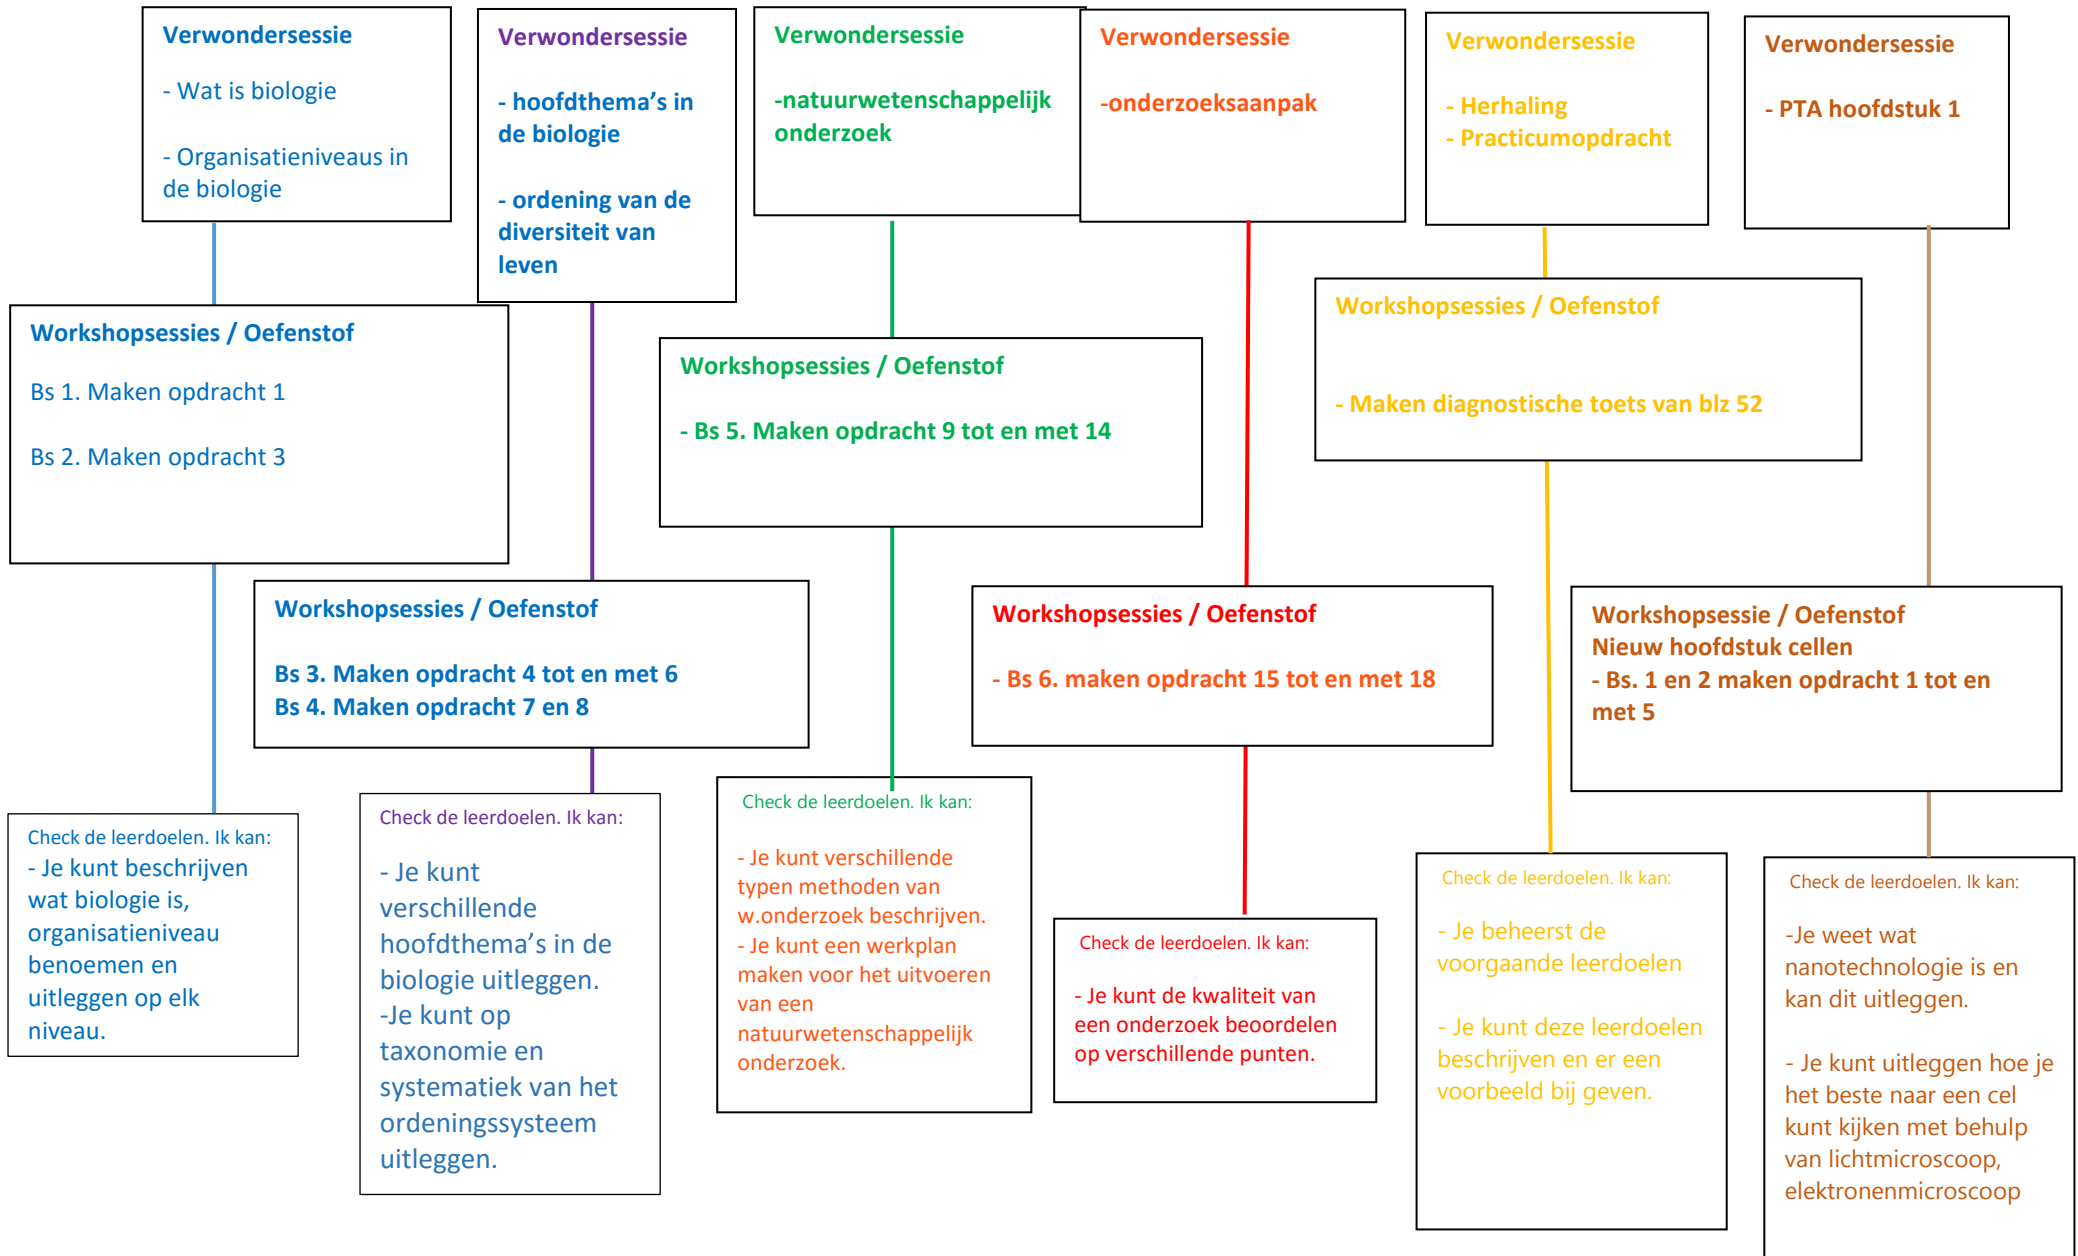 Verwondersessie
- Wat is biologie
- Organisatieniveaus in
de biologie
Workshopsessies / Oefenstof
Bs 1. Maken opdracht 1
Bs 2. Maken opdracht 3
Check de leerdoelen. Ik kan:
- Je kunt beschrijven
wat biologie is,
organisatieniveau
benoemen en
uitleggen op elk
niveau.
Verwondersessie
- hoofdthema’s in
de biologie
- ordening van de
diversiteit van
leven
Workshopsessies / Oefenstof
Bs 3. Maken opdracht 4 tot en met 6
Bs 4. Maken opdracht 7 en 8
Check de leerdoelen. Ik kan:
- Je kunt
verschillende
hoofdthema’s in de
biologie uitleggen.
-Je kunt op
taxonomie en
systematiek van het
ordeningssysteem
uitleggen.
Verwondersessie
-natuurwetenschappelijk
onderzoek
Workshopsessies / Oefenstof
- Bs 5. Maken opdracht 9 tot en met 14
Check de leerdoelen. Ik kan:
- Je kunt verschillende
typen methoden van
w.onderzoek beschrijven.
- Je kunt een werkplan
maken voor het uitvoeren
van een
natuurwetenschappelijk
onderzoek.
Verwondersessie
-onderzoeksaanpak
Workshopsessies / Oefenstof
- Bs 6. maken opdracht 15 tot en met 18
Check de leerdoelen. Ik kan:
- Je kunt de kwaliteit van
een onderzoek beoordelen
op verschillende punten.
Verwondersessie
- Herhaling
- Practicumopdracht
Workshopsessies / Oefenstof
- Maken diagnostische toets van blz 52
Check de leerdoelen. Ik kan:
- Je beheerst de
voorgaande leerdoelen
- Je kunt deze leerdoelen
beschrijven en er een
voorbeeld bij geven.
Verwondersessie
- PTA hoofdstuk 1
Workshopsessie / Oefenstof
Nieuw hoofdstuk cellen
- Bs. 1 en 2 maken opdracht 1 tot en
met 5
Check de leerdoelen. Ik kan:
-Je weet wat
nanotechnologie is en
kan dit uitleggen.
- Je kunt uitleggen hoe je
het beste naar een cel
kunt kijken met behulp
van lichtmicroscoop,
elektronenmicroscoop